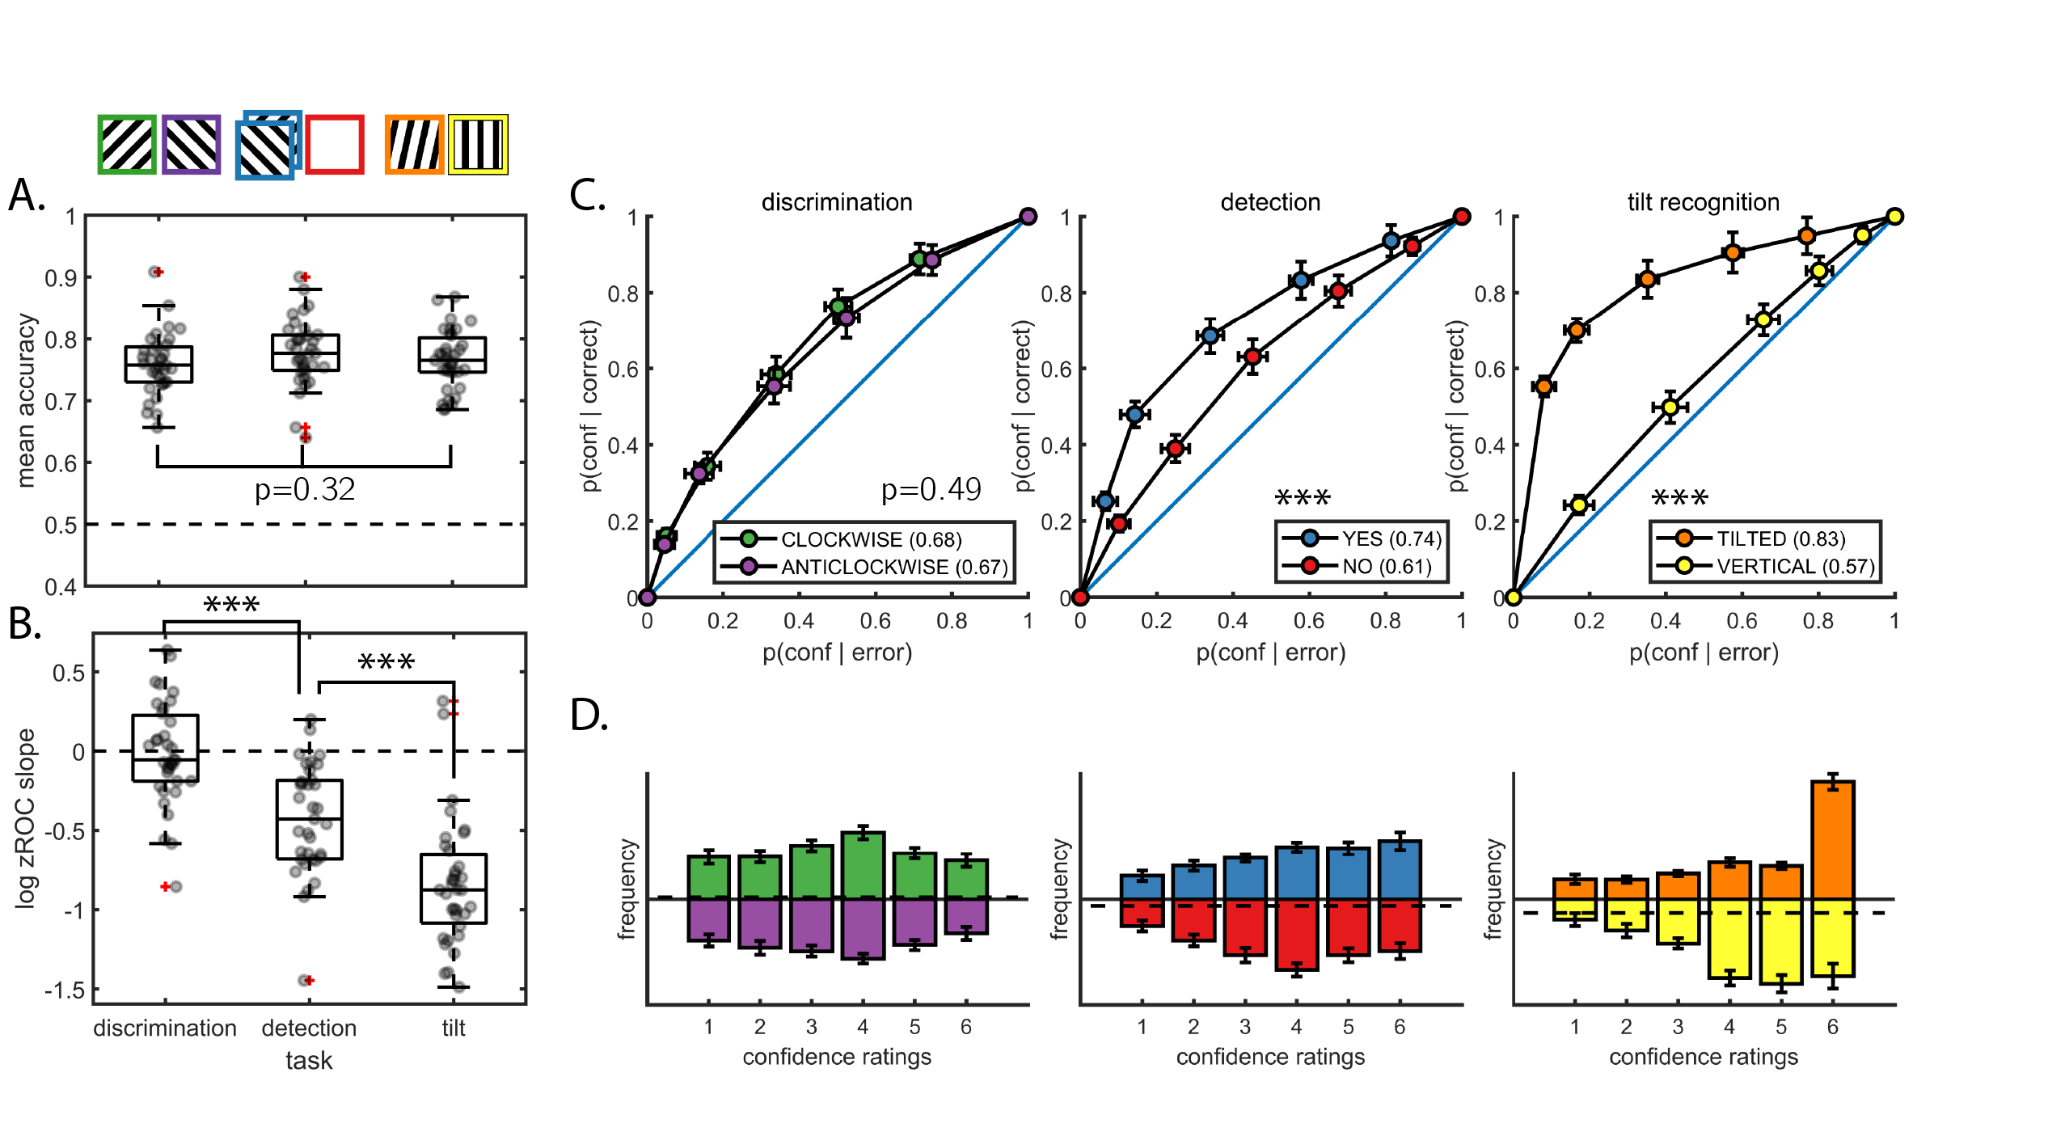 A.
1
0.9
0.8
0.7
0.6
0.5
0.4
mean accuracy
p=0.32
B.
***
***
0.5
0
-0.5
-1
-1.5
log zROC slope
discrimination detection tilt
task
C.
discrimination
1
0.8
0.6
0.4
0.2
0
p(conf | correct)
p=0.49
CLOCKWISE (0.68)
ANTICLOCKWISE (0.67)
0 0.2 0.4 0.6 0.8 1
p(conf | error)
detection
1
0.8
0.6
0.4
0.2
0
p(conf | correct)
***
YES (0.74)
NO (0.61)
0 0.2 0.4 0.6 0.8 1
p(conf | error)
tilt recognition
1
0.8
0.6
0.4
0.2
0
p(conf | correct)
***
TILTED (0.83)
VERTICAL (0.57)
0 0.2 0.4 0.6 0.8 1
p(conf | error)
D.
frequency
1 2 3 4 5 6
confidence ratings
frequency
1 2 3 4 5 6
confidence ratings
frequency
1 2 3 4 5 6
confidence ratings